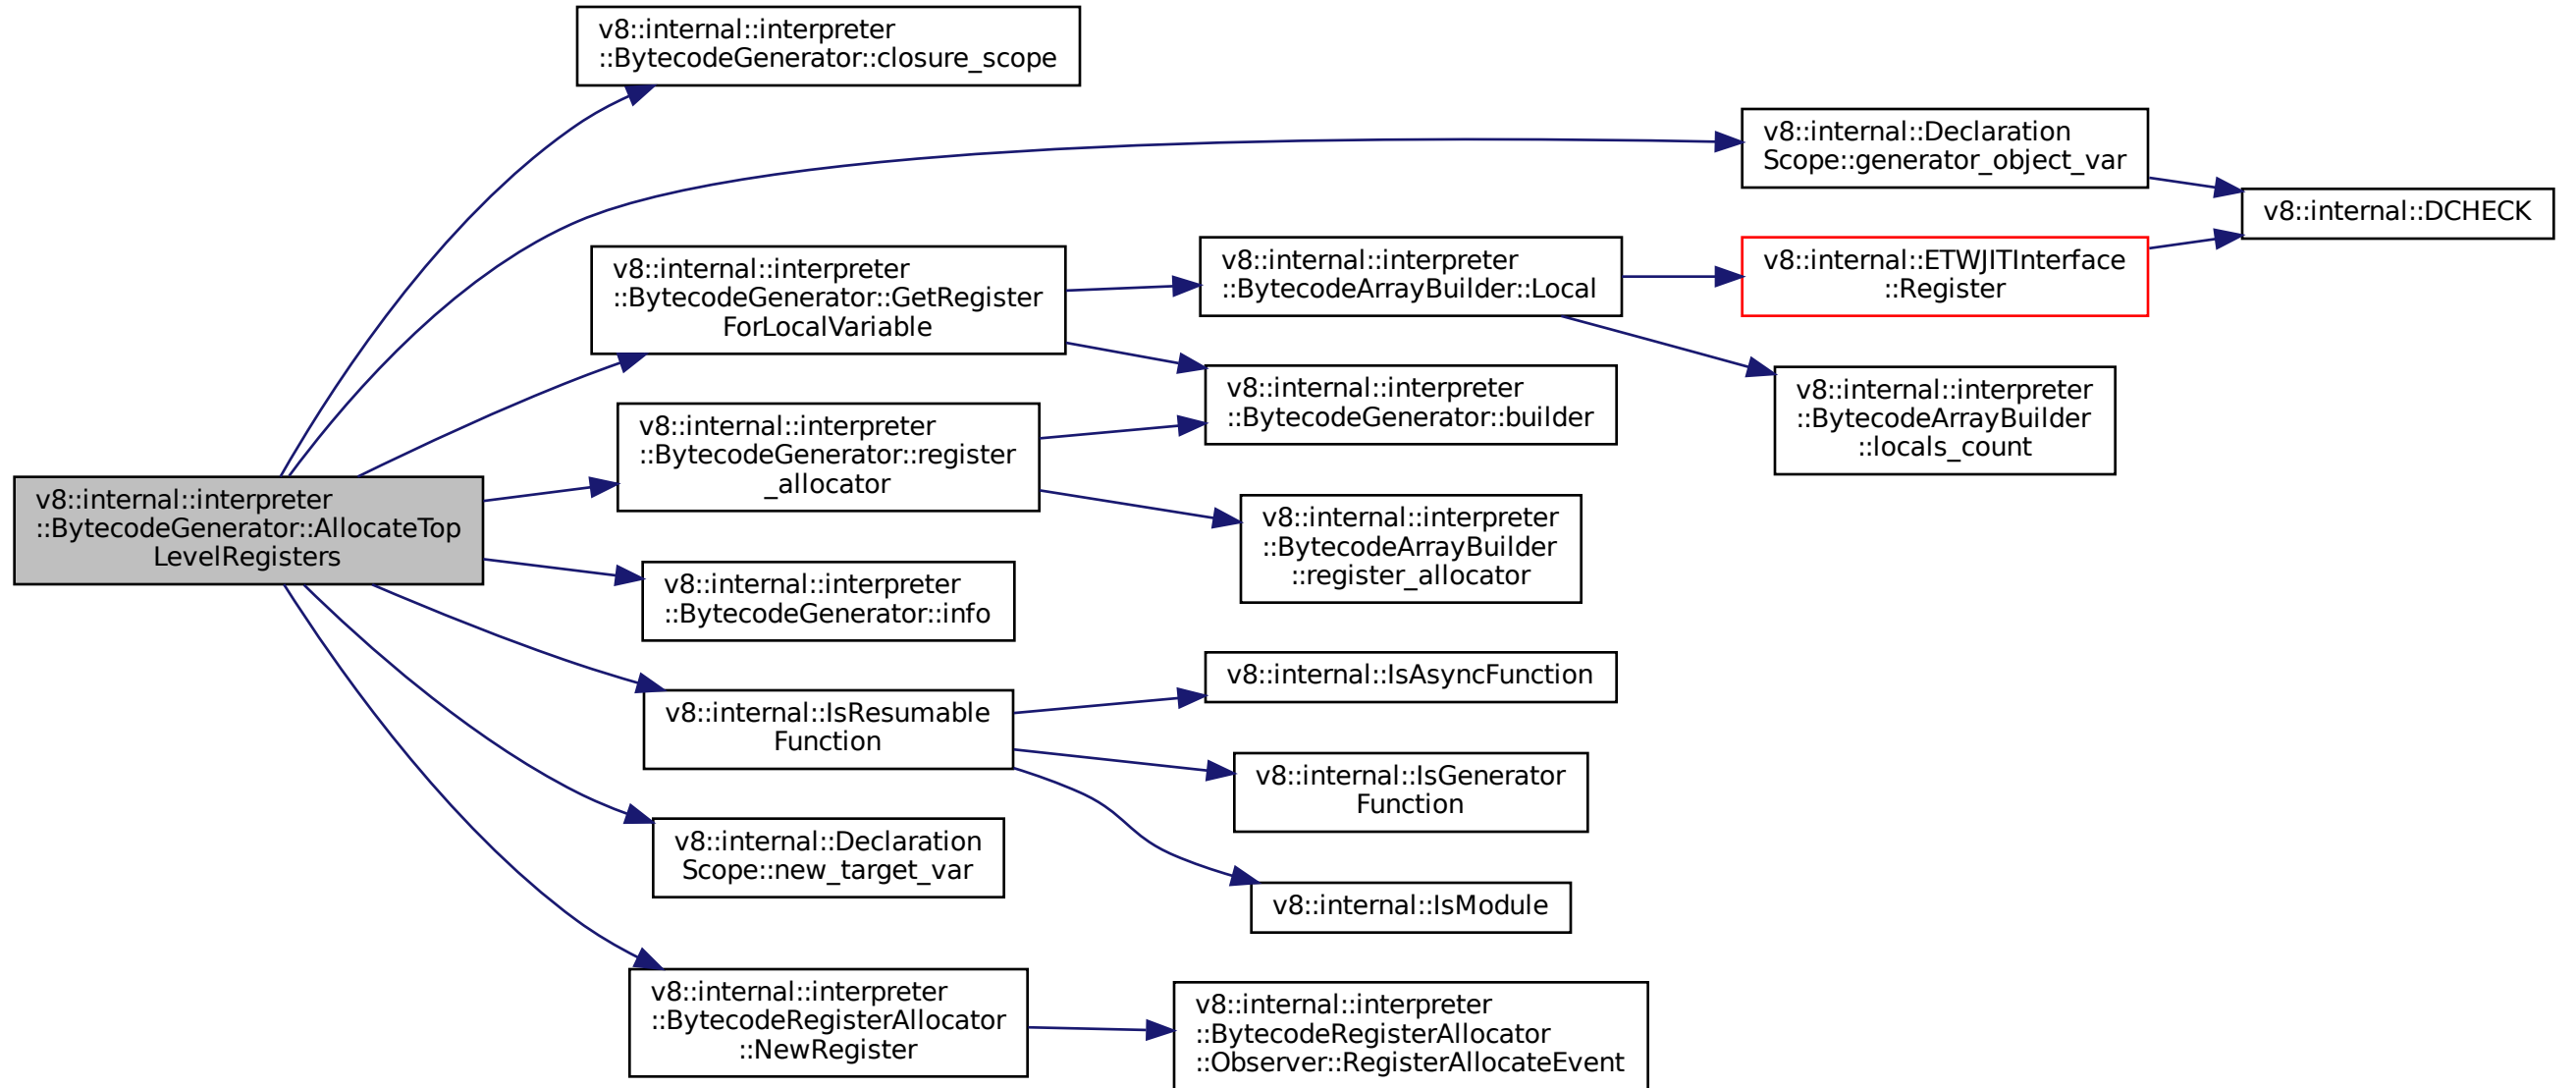 v8::internal::interpreter
::BytecodeGenerator::closure_scope
v8::internal::Declaration
Scope::generator_object_var
v8::internal::DCHECK
v8::internal::interpreter
::BytecodeGenerator::GetRegister
ForLocalVariable
v8::internal::interpreter
::BytecodeArrayBuilder::Local
v8::internal::ETWJITInterface
::Register
v8::internal::interpreter
::BytecodeGenerator::builder
v8::internal::interpreter
::BytecodeArrayBuilder
::locals_count
v8::internal::interpreter
::BytecodeGenerator::register
_allocator
v8::internal::interpreter
::BytecodeGenerator::AllocateTop
LevelRegisters
v8::internal::interpreter
::BytecodeArrayBuilder
::register_allocator
v8::internal::interpreter
::BytecodeGenerator::info
v8::internal::IsAsyncFunction
v8::internal::IsResumable
Function
v8::internal::IsGenerator
Function
v8::internal::Declaration
Scope::new_target_var
v8::internal::IsModule
v8::internal::interpreter
::BytecodeRegisterAllocator
::NewRegister
v8::internal::interpreter
::BytecodeRegisterAllocator
::Observer::RegisterAllocateEvent